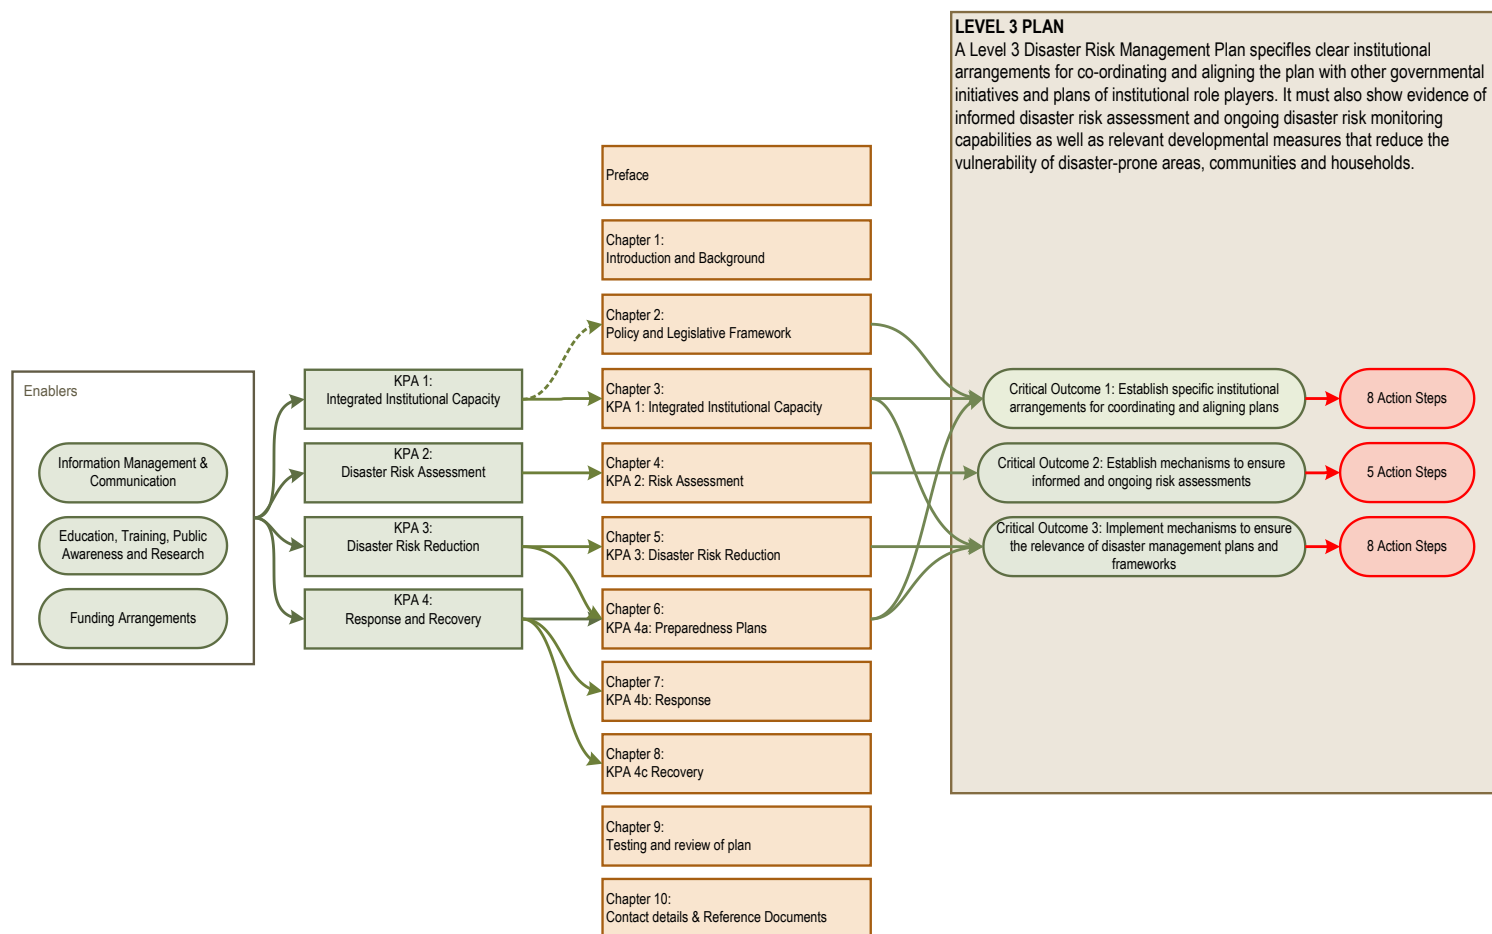 LEVEL 3 PLAN
A Level 3 Disaster Risk Management Plan specifies clear institutional
arrangements for co-ordinating and aligning the plan with other governmental
initiatives and plans of institutional role players. It must also show evidence of
informed disaster risk assessment and ongoing disaster risk monitoring
capabilities as well as relevant developmental measures that reduce the
vulnerability of disaster-prone areas, communities and households.
Enablers
Information Management &
Communication
Education, Training, Public
Awareness and Research
Funding Arrangements
KPA 1:
Integrated Institutional Capacity
KPA 2:
Disaster Risk Assessment
KPA 3:
Disaster Risk Reduction
KPA 4:
Response and Recovery
Preface
Chapter 1:
Introduction and Background
Chapter 2:
Policy and Legislative Framework
Chapter 3:
KPA 1: Integrated Institutional Capacity
Chapter 4:
KPA 2: Risk Assessment
Chapter 5:
KPA 3: Disaster Risk Reduction
Chapter 6:
KPA 4a: Preparedness Plans
Chapter 7:
KPA 4b: Response
Chapter 8:
KPA 4c Recovery
Chapter 9:
Testing and review of plan
Chapter 10:
Contact details & Reference Documents
Critical Outcome 1: Establish specific institutional
arrangements for coordinating and aligning plans
8 Action Steps
Critical Outcome 2: Establish mechanisms to ensure
informed and ongoing risk assessments
5 Action Steps
Critical Outcome 3: Implement mechanisms to ensure
the relevance of disaster management plans and
frameworks
8 Action Steps